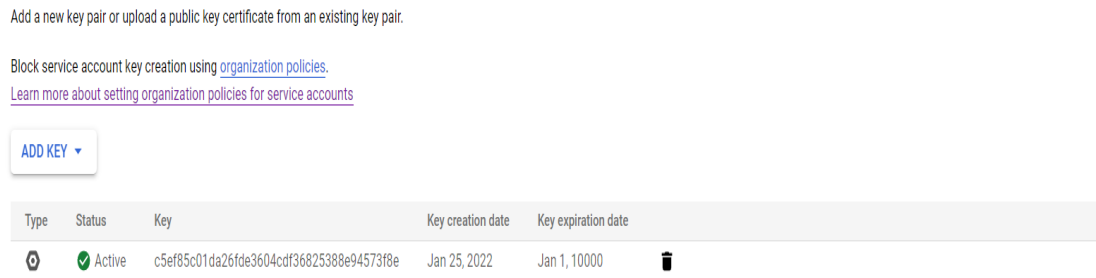 Add a new key pair or upload a public key certificate from an existing key pair.
Block service account key creation using organization policies.
Learn more about setting organization policies for service accounts
ADD KEY
Type Status Key Key creation date Key expiration date
Active c5ef85c01da26fde3604cdf36825388e94573f8e Jan 25, 2022 Jan 1, 10000